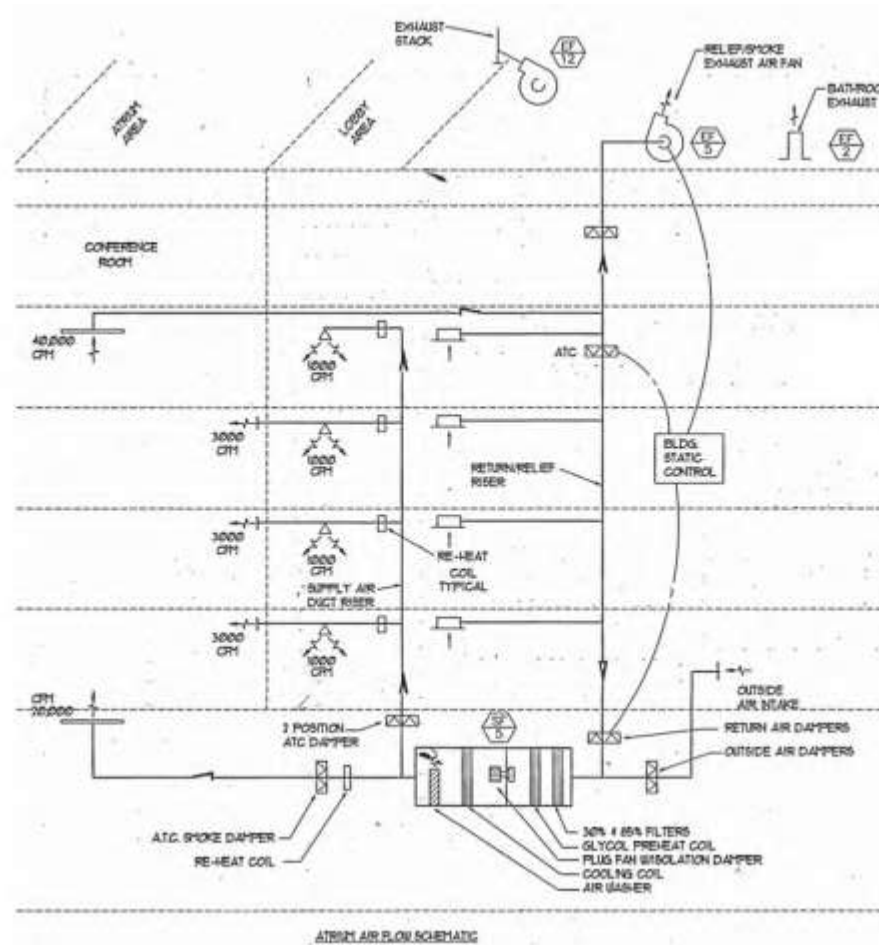 EXHAUST
STACK
EF
12
RELIEF/SMOKE
EXHAUST AIR FAN
EF
5
BATHROO
EXHAUST
EF
2
ATRIUM
AREA
LOBBY
AREA
CONFERENCE
ROOM
40,000
CFM
1000
CFM
ATC
3000
CFM
1000
CFM
RETURN/RELIEF
RISER
BLDG.
STATIC
CONTROL
3000
CFM
1000
CFM
RE-HEAT
COIL
TYPICAL
SUPPLY AIR
DUCT RISER
3000
CFM
1000
CFM
CFM
2 POSITION
ATC DAMPER
SF
5
OUTSIDE
AIR INTAKE
RETURN AIR DAMPERS
OUTSIDE AIR DAMPERS
A.T.C. SMOKE DAMPER
RE-HEAT COIL
30% & 85% FILTERS
GLYCOL PREHEAT COIL
PLUG FAN W/ISOLATION DAMPER
COOLING COIL
AIR WASHER
ATRIUM AIR FLOW SCHEMATIC